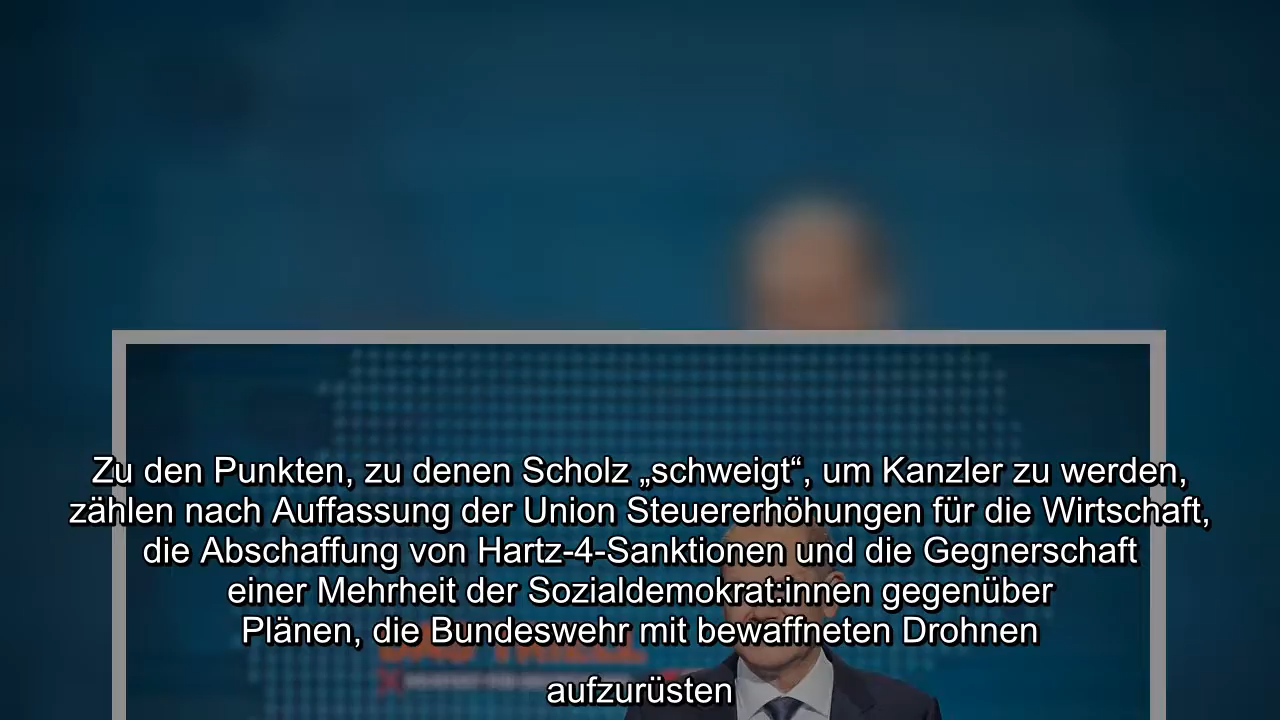 Zu den Punkten, zu denen Scholz „schweigt“, um Kanzler zu werden,
zählen nach Auffassung der Union Steuererhöhungen für die Wirtschaft,
die Abschaffung von Hartz-4-Sanktionen und die Gegnerschaft
einer Mehrheit der Sozialdemokrat:innen gegenüber
Plänen, die Bundeswehr mit bewaffneten Drohnen
aufzurüsten